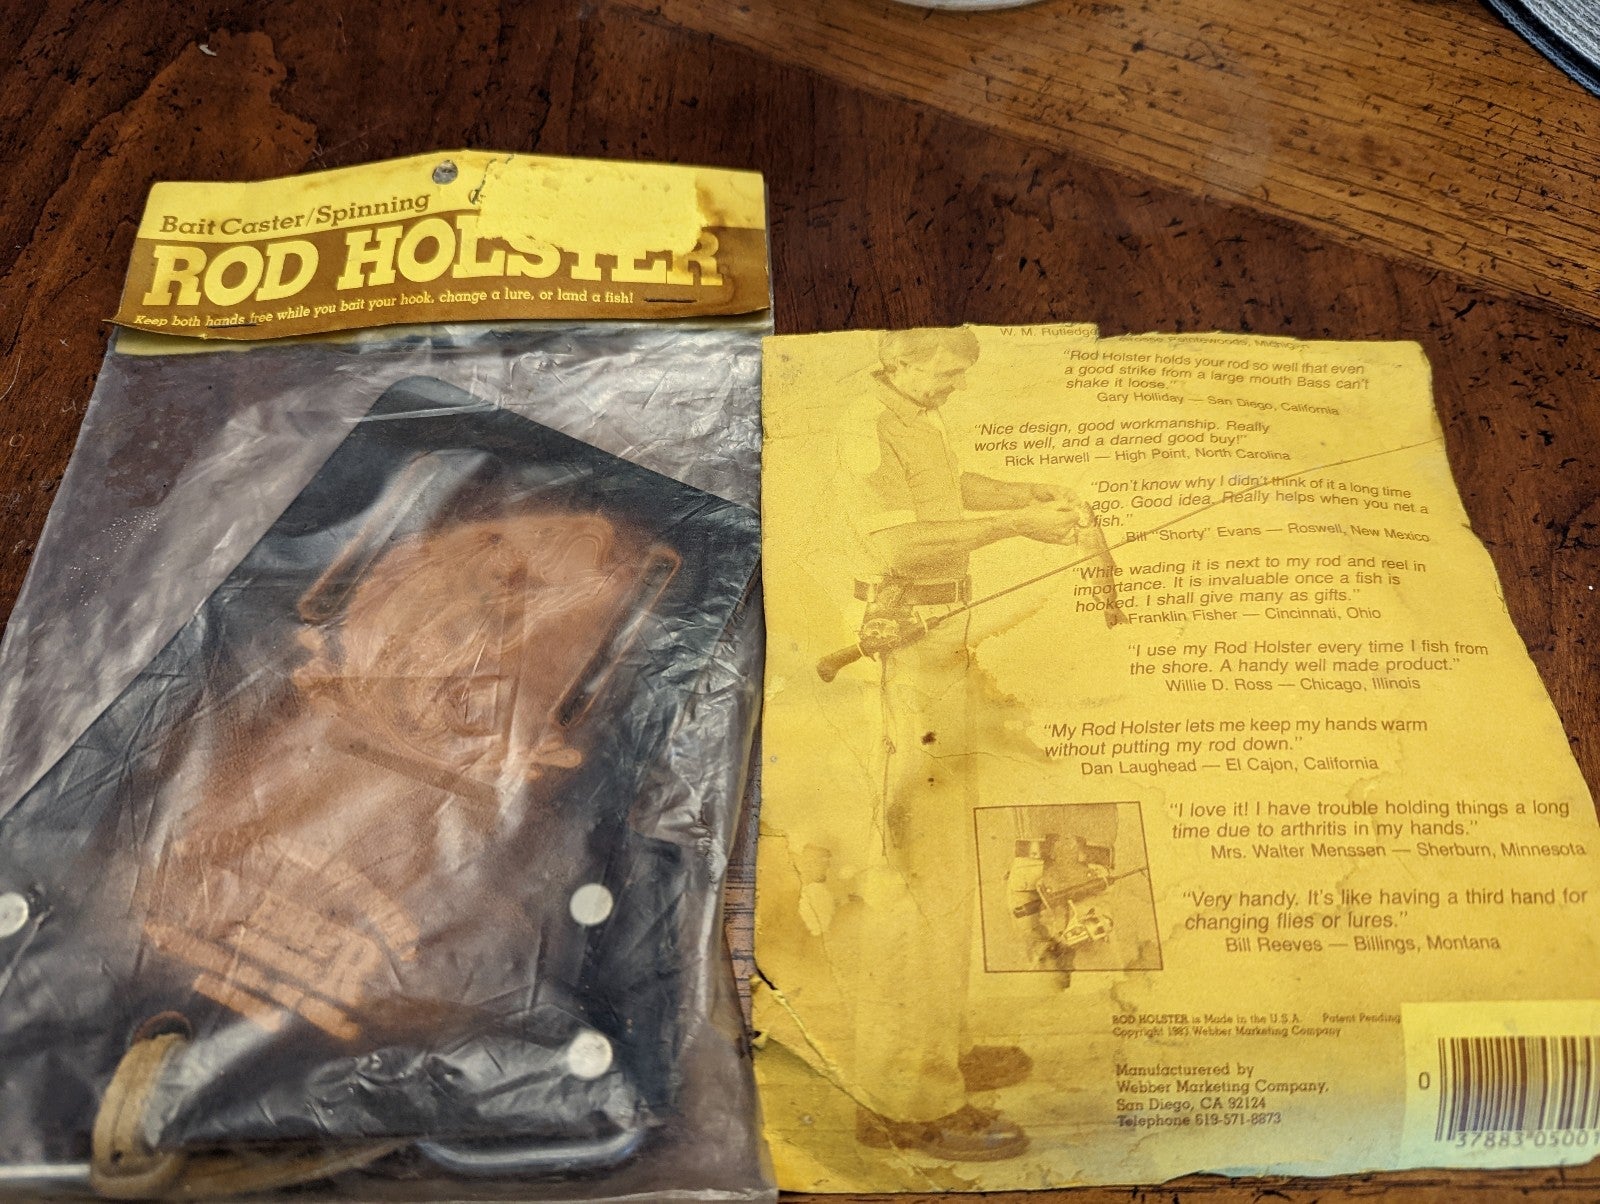 Bait Caster/Spinning
ROD HOLSTER
Keep both hands free while you bait your hook, change a lure, or land a fish!
W. M. Rutledge
Michigan
"Rod Holster holds your rod so well that even
a good strike from a large mouth Bass can't
shake it loose."
Gary Holliday — San Diego, California
"Nice design, good workmanship. Really
works well, and a darned good buy!"
Rick Harwell — High Point, North Carolina
"Don't know why I didn't think of it a long time
ago. Good idea. Really helps when you net a
fish."
Bill "Shorty" Evans — Roswell, New Mexico
"While wading it is next to my rod and reel in
importance. It is invaluable once a fish is
hooked. I shall give many as gifts."
J. Franklin Fisher — Cincinnati, Ohio
"I use my Rod Holster every time I fish from
the shore. A handy well made product."
Willie D. Ross — Chicago, Illinois
"My Rod Holster lets me keep my hands warm
without putting my rod down."
Dan Laughead — El Cajon, California
"I love it! I have trouble holding things a long
time due to arthritis in my hands."
Mrs. Walter Menssen — Sherburn, Minnesota
"Very handy. It's like having a third hand for
changing flies or lures."
Bill Reeves — Billings, Montana
ROD HOLSTER is Made in the U.S.A. Patent Pending
Copyright 1983 Webber Marketing Company
Manufacturered by
Webber Marketing Company,
San Diego, CA 92124
Telephone 619-571-8873
0 37883 05001